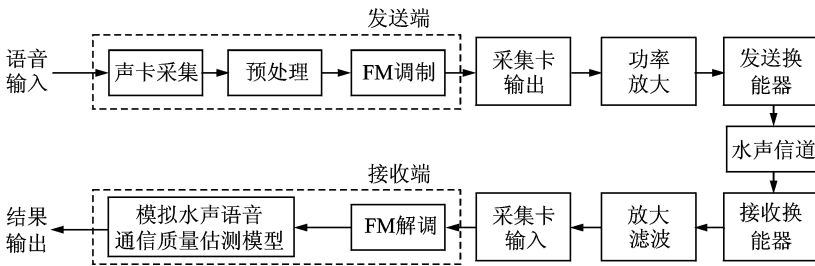 发送端
语音
输入
声卡采集
预处理
FM调制
采集卡
输出
功率
放大
发送换
能器
水声信道
接收端
结果
输出
模拟水声语音
通信质量估测模型
FM解调
采集卡
输入
放大
滤波
接收换
能器